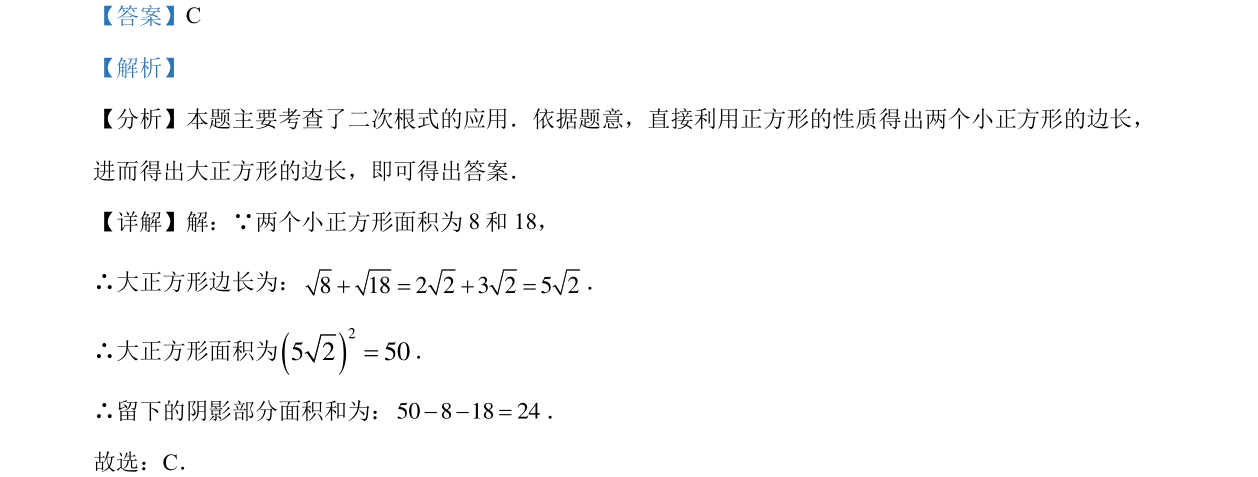 【答案】C
【解析】
【分析】本题主要考查了二次根式的应用．依据题意，直接利用正方形的性质得出两个小正方形的边长，
进而得出大正方形的边长，即可得出答案．
【详解】解：∵两个小正方形面积为 8 和 18，
∴大正方形边长为：√8+√18=2√2+3√2=5√2．
∴大正方形面积为(5√2)²=50．
∴留下的阴影部分面积和为：50−8−18=24．
故选：C．